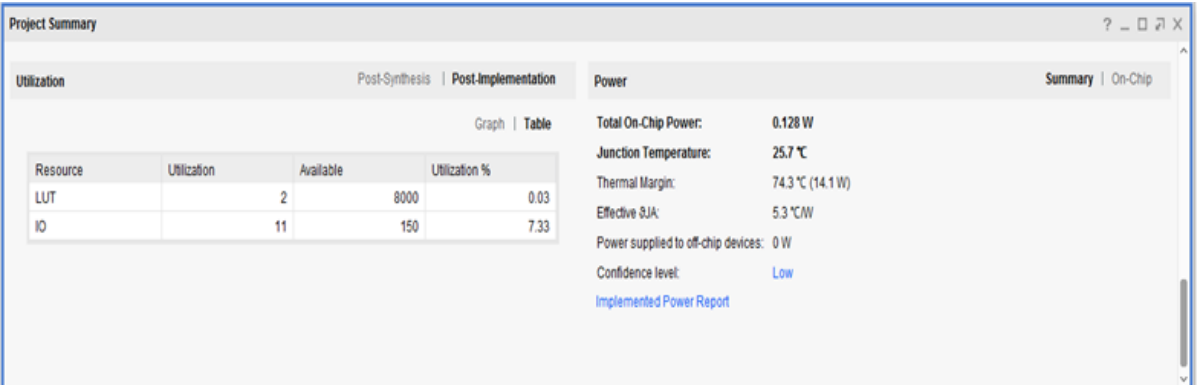 Project Summary
Utilization
Post-Synthesis | Post-Implementation
Graph | Table
Resource Utilization Available Utilization %
LUT 2 8000 0.03
IO 11 150 7.33
Power
Summary | On-Chip
Total On-Chip Power: 0.128 W
Junction Temperature: 25.7 °C
Thermal Margin: 74.3 °C (14.1 W)
Effective ϑJA: 5.3 °C/W
Power supplied to off-chip devices: 0 W
Confidence level: Low
Implemented Power Report